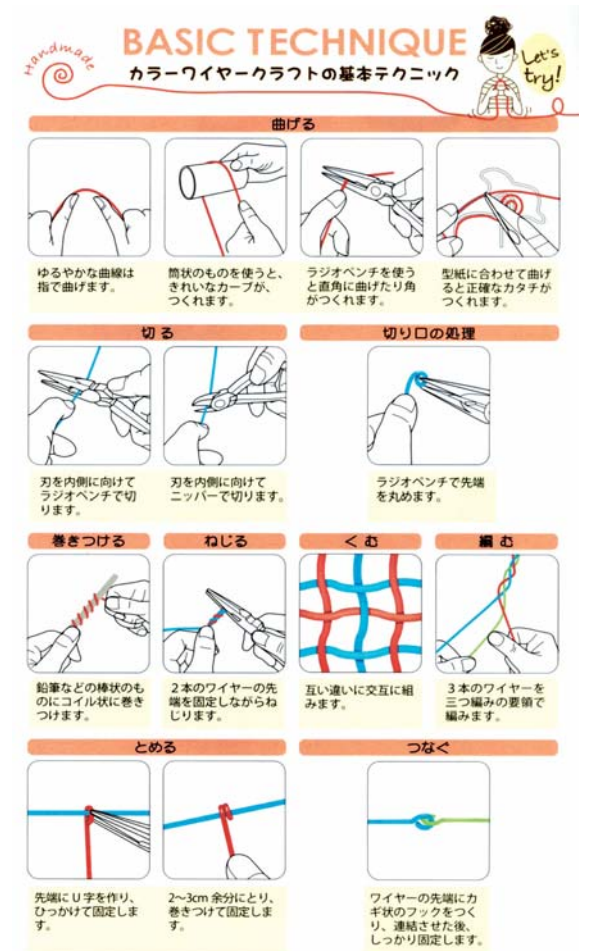 Handmade
BASIC TECHNIQUE
カラーワイヤークラフトの基本テクニック
Let's
try!
曲げる
ゆるやかな曲線は
指で曲げます。
筒状のものを使うと、
きれいなカーブが、
つくれます。
ラジオペンチを使う
と直角に曲げたり角
がつくれます。
型紙に合わせて曲げ
ると正確なカタチが
つくれます。
切る
刃を内側に向けて
ラジオペンチで切
ります。
刃を内側に向けて
ニッパーで切ります。
切り口の処理
ラジオペンチで先端
を丸めます。
巻きつける
鉛筆などの棒状のも
のにコイル状に巻き
つけます。
ねじる
2本のワイヤーの先
端を固定しながらね
じります。
くむ
互い違いに交互に組
みます。
編む
3本のワイヤーを
三つ編みの要領で
編みます。
とめる
先端にU字を作り、
ひっかけて固定しま
す。
2〜3cm 余分にとり、
巻きつけて固定しま
す。
つなぐ
ワイヤーの先端にカ
ギ状のフックをつく
り、連結させた後、
しっかり固定します。